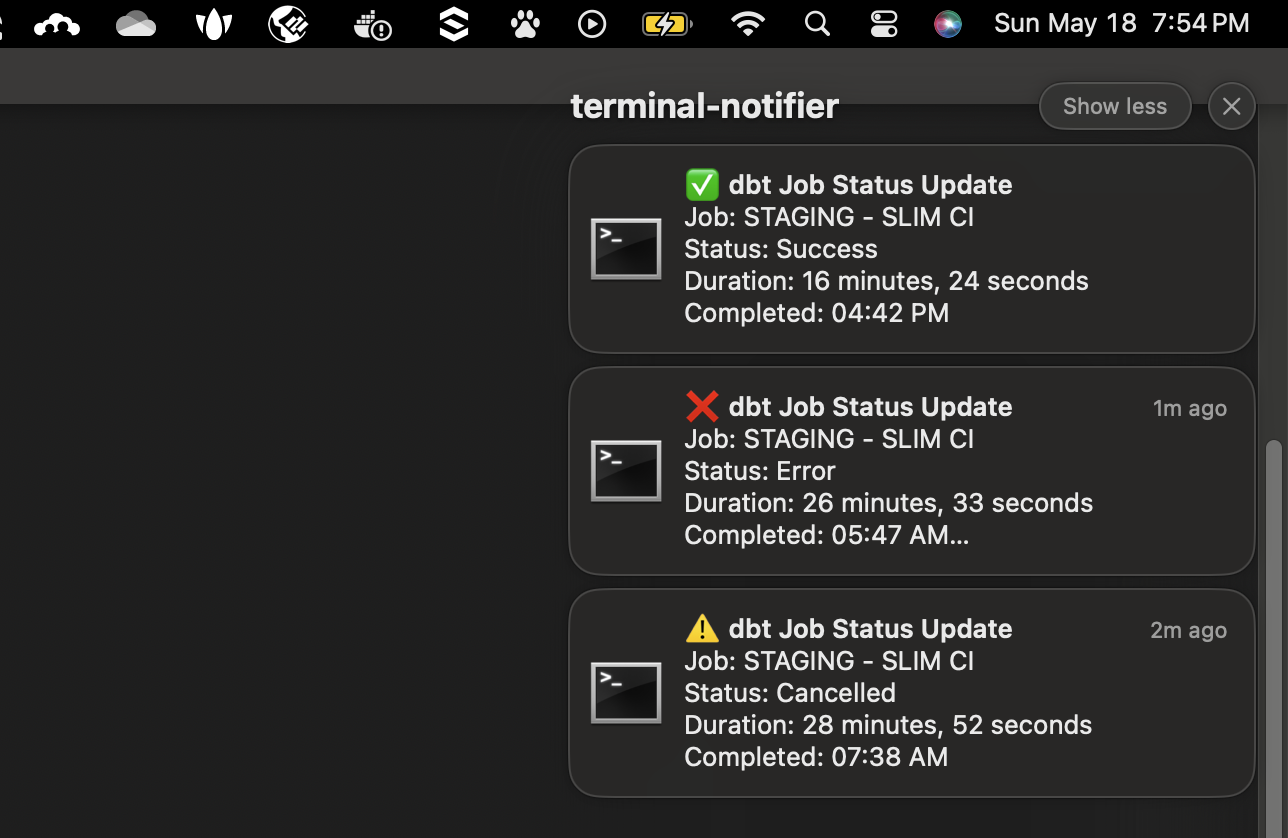 Sun May 18 7:54 PM
terminal-notifier
Show less
✅ dbt Job Status Update
Job: STAGING - SLIM CI
Status: Success
Duration: 16 minutes, 24 seconds
Completed: 04:42 PM
❌ dbt Job Status Update
1m ago
Job: STAGING - SLIM CI
Status: Error
Duration: 26 minutes, 33 seconds
Completed: 05:47 AM...
⚠️ dbt Job Status Update
2m ago
Job: STAGING - SLIM CI
Status: Cancelled
Duration: 28 minutes, 52 seconds
Completed: 07:38 AM